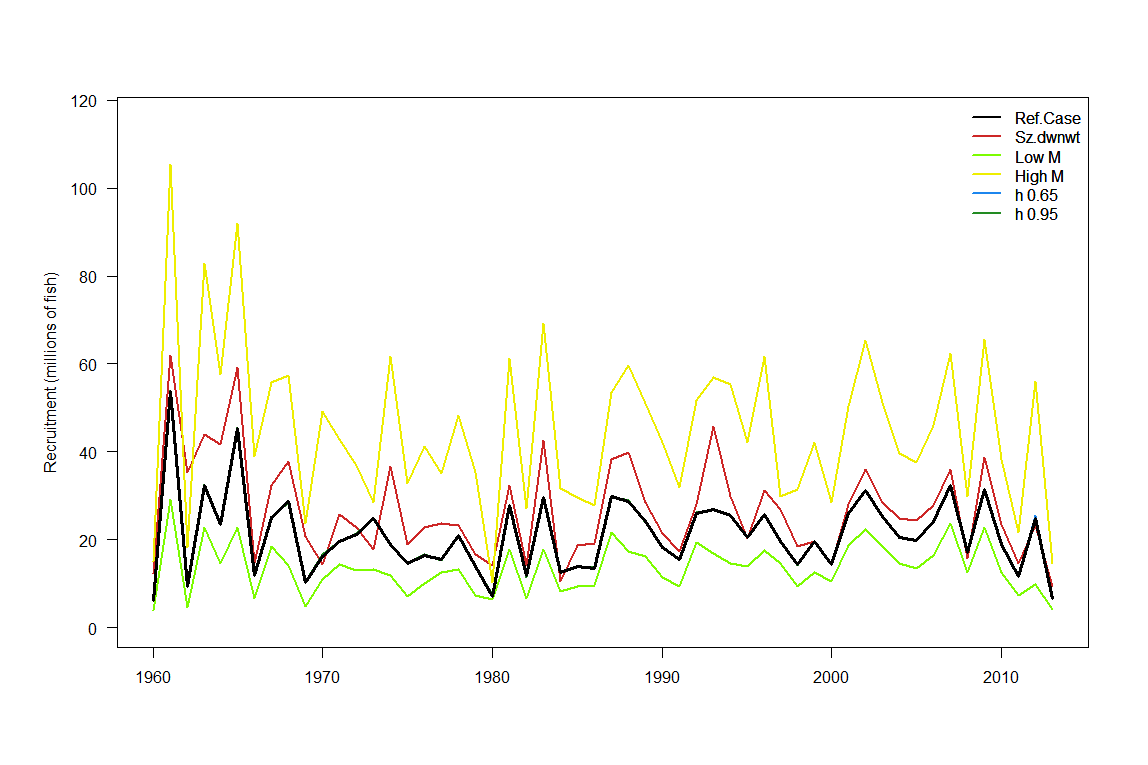 120
100
80
60
40
20
0
Recruitment (millions of fish)
1960 1970 1980 1990 2000 2010
Ref.Case
Sz.dwnwt
Low M
High M
h 0.65
h 0.95